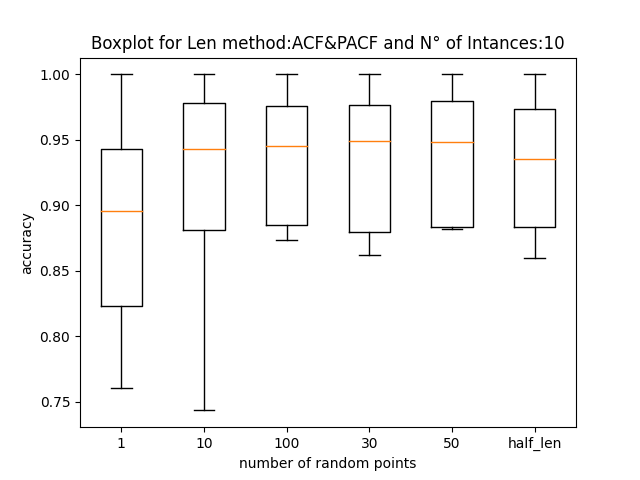 Boxplot for Len method:ACF&PACF and N° of Intances:10
1.00
0.95
0.90
0.85
0.80
0.75
accuracy
1 10 100 30 50 half_len
number of random points